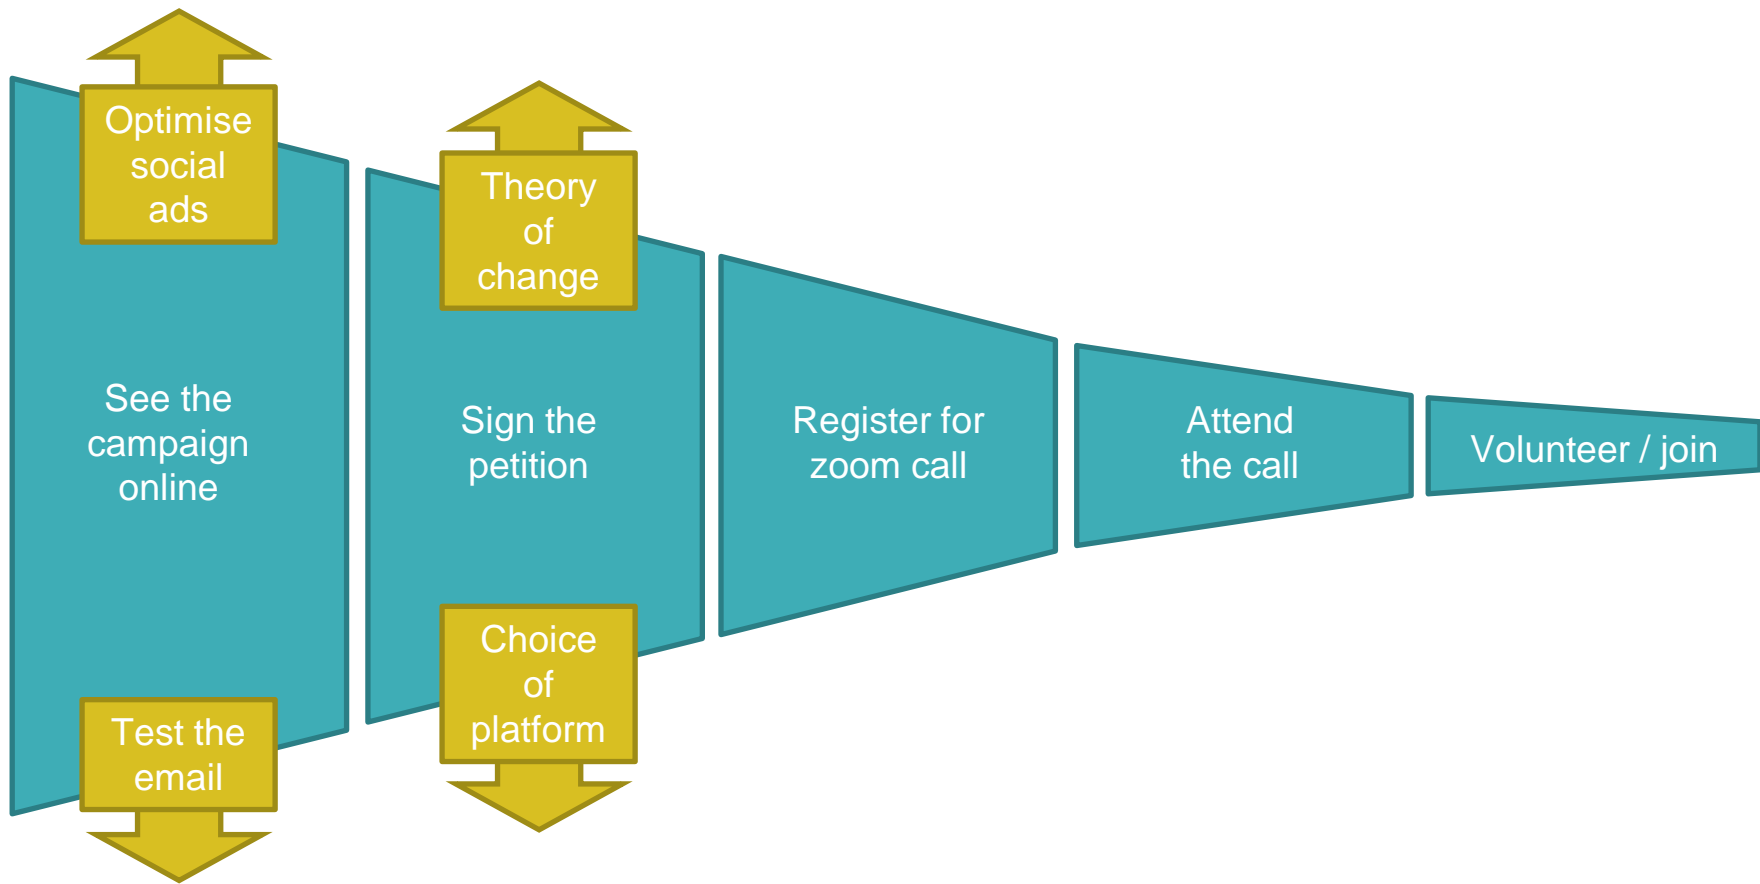 Optimise
social
ads
See the
campaign
online
Test the
email
Theory
of
change
Sign the
petition
Choice
of
platform
Register for
zoom call
Attend
the call
Volunteer / join